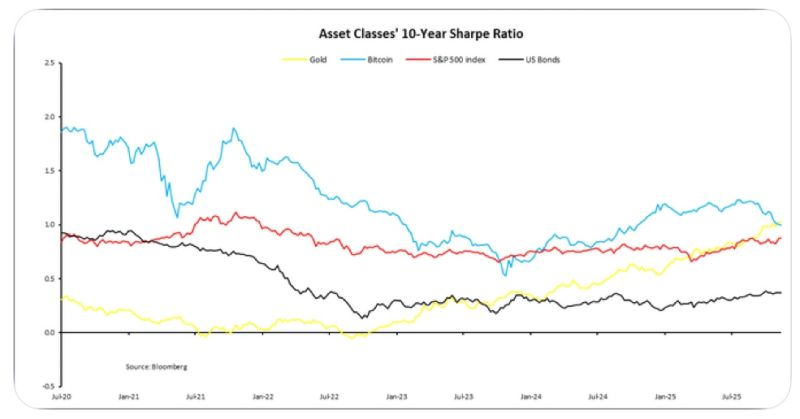 Asset Classes' 10-Year Sharpe Ratio
Gold Bitcoin S&P 500 index US Bonds
2.5
2.0
1.5
1.0
0.5
0.0
-0.5
Source: Bloomberg
Jul-20 Jan-21 Jul-21 Jan-22 Jul-22 Jan-23 Jul-23 Jan-24 Jul-24 Jan-25 Jul-25